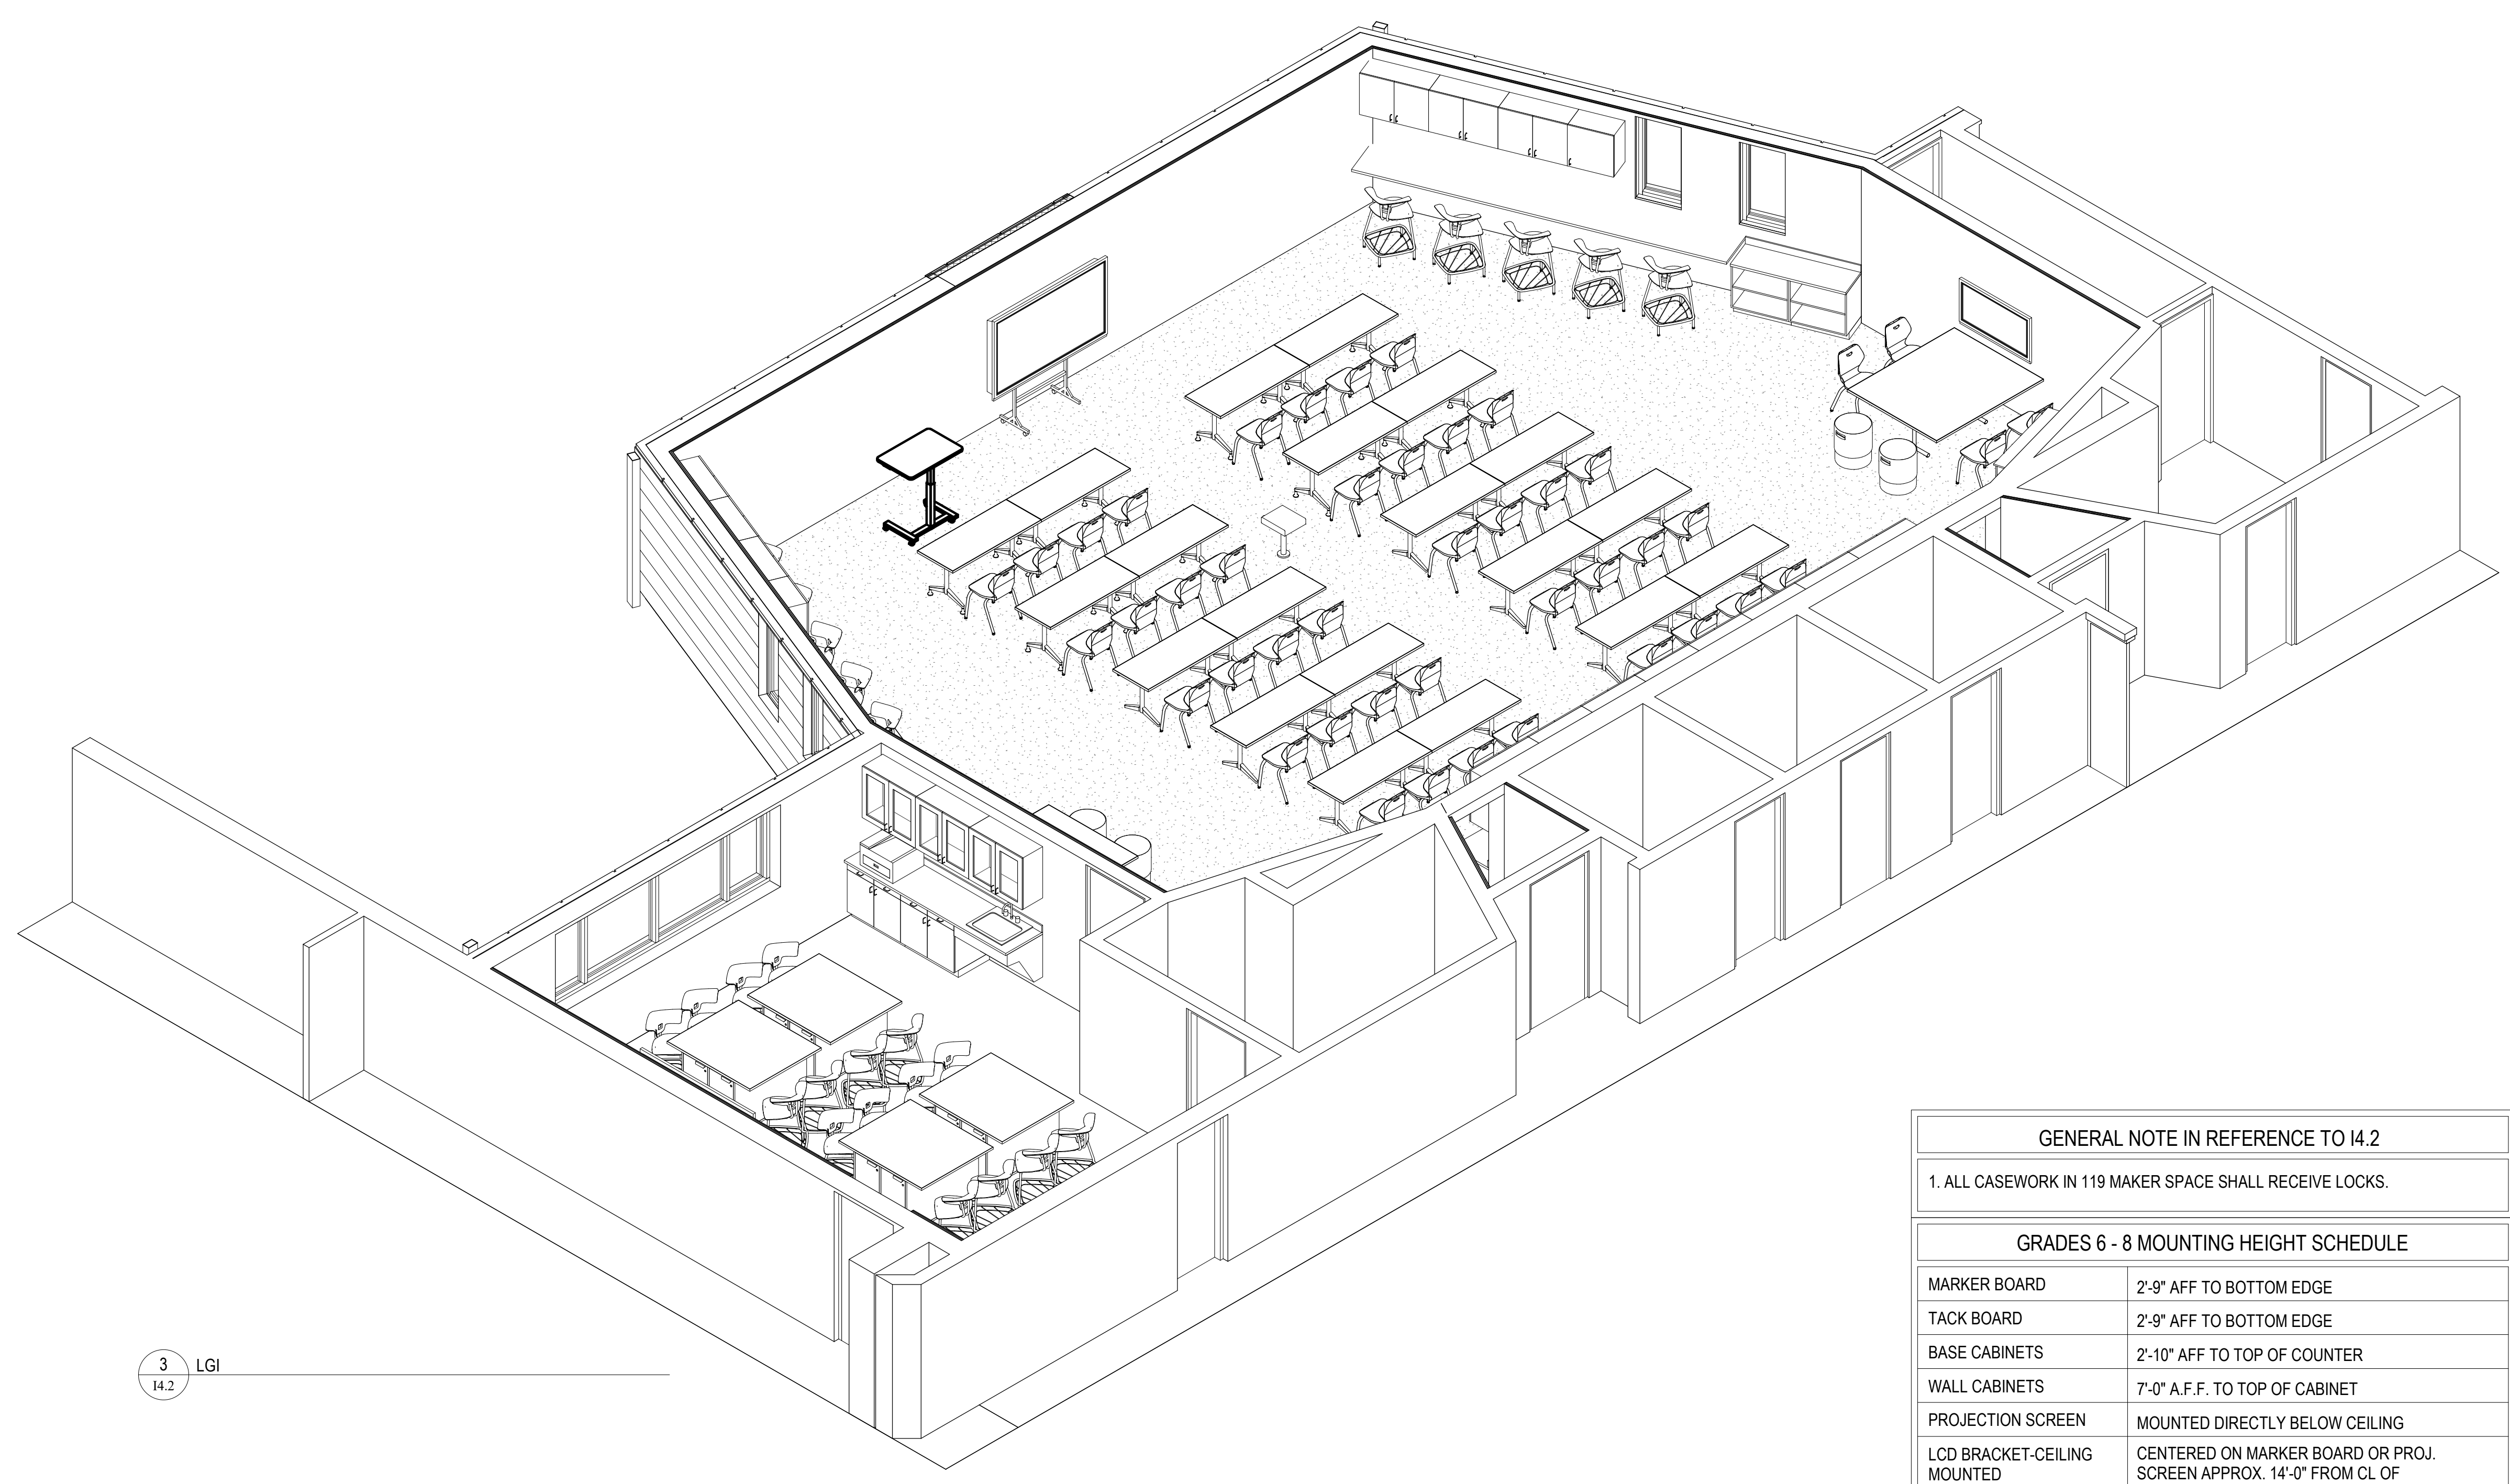 3
LGI
I4.2
GENERAL NOTE IN REFERENCE TO I4.2
1. ALL CASEWORK IN 119 MAKER SPACE SHALL RECEIVE LOCKS.
GRADES 6 - 8 MOUNTING HEIGHT SCHEDULE
MARKER BOARD 2'-9" AFF TO BOTTOM EDGE
TACK BOARD 2'-9" AFF TO BOTTOM EDGE
BASE CABINETS 2'-10" AFF TO TOP OF COUNTER
WALL CABINETS 7'-0" A.F.F. TO TOP OF CABINET
PROJECTION SCREEN MOUNTED DIRECTLY BELOW CEILING
LCD BRACKET-CEILING CENTERED ON MARKER BOARD OR PROJ.
MOUNTED SCREEN APPROX. 14'-0" FROM CL OF